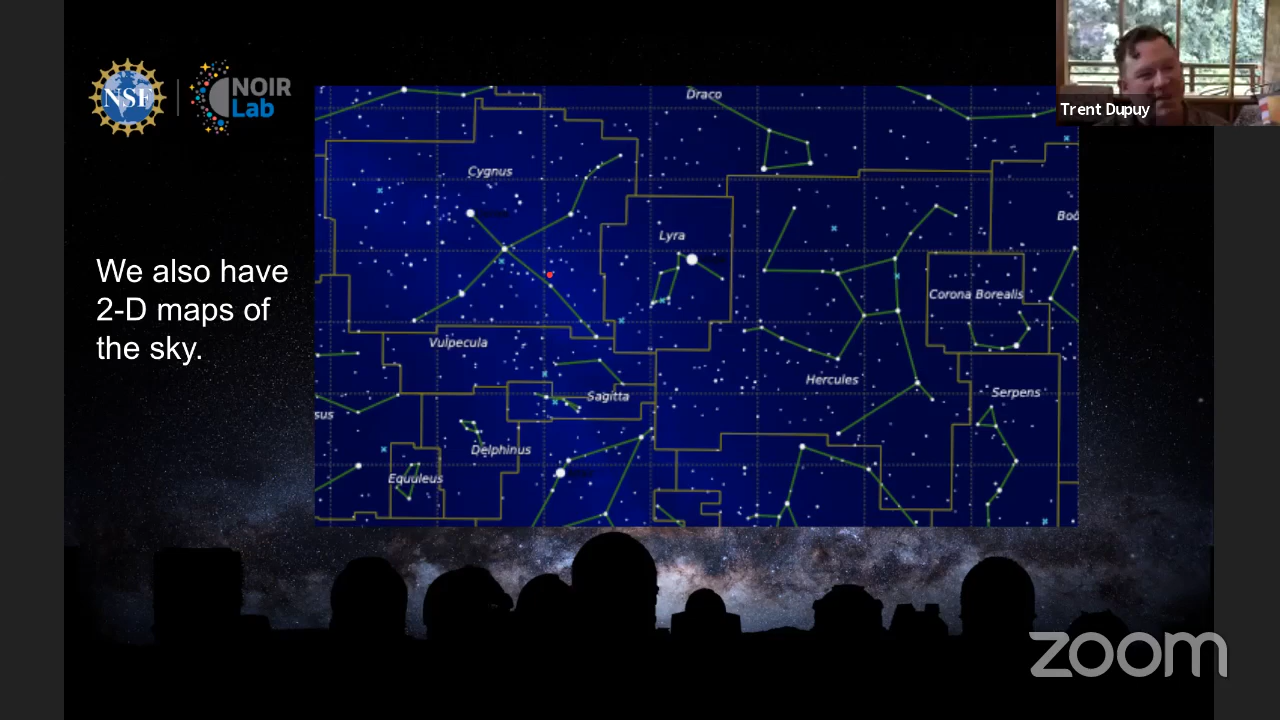 NSF
NOIR
Lab
Trent Dupuy
Draco
Cygnus
Lyra
Boö
Corona Borealis
We also have
2-D maps of
the sky.
Vulpecula
Hercules
Serpens
Sagitta
sus
Delphinus
Equuleus
zoom